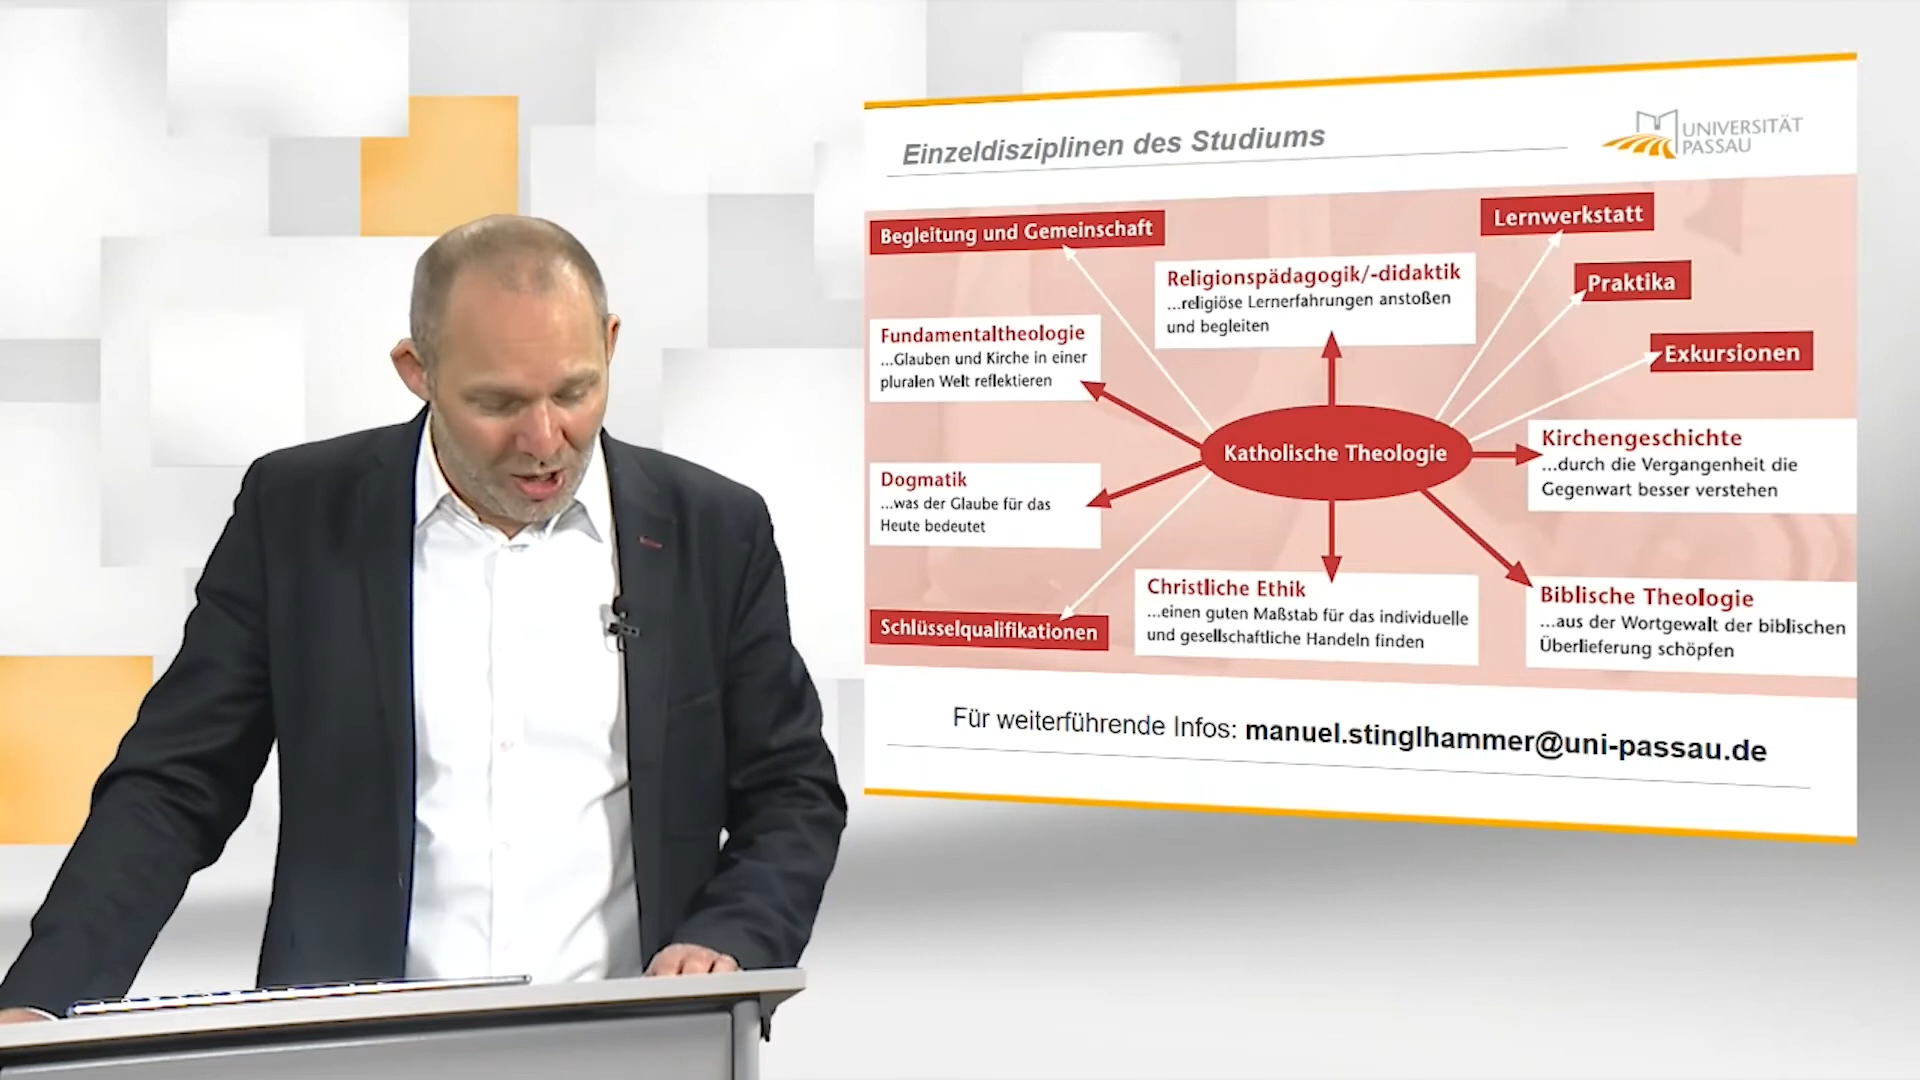 Einzeldisziplinen des Studiums
UNIVERSITÄT
PASSAU
Begleitung und Gemeinschaft
Lernwerkstatt
Religionspädagogik/-didaktik
...religiöse Lernerfahrungen anstoßen
und begleiten
Praktika
Fundamentaltheologie
...Glauben und Kirche in einer
pluralen Welt reflektieren
Exkursionen
Katholische Theologie
Kirchengeschichte
...durch die Vergangenheit die
Gegenwart besser verstehen
Dogmatik
...was der Glaube für das
Heute bedeutet
Christliche Ethik
...einen guten Maßstab für das individuelle
und gesellschaftliche Handeln finden
Biblische Theologie
...aus der Wortgewalt der biblischen
Überlieferung schöpfen
Schlüsselqualifikationen
Für weiterführende Infos: manuel.stinglhammer@uni-passau.de